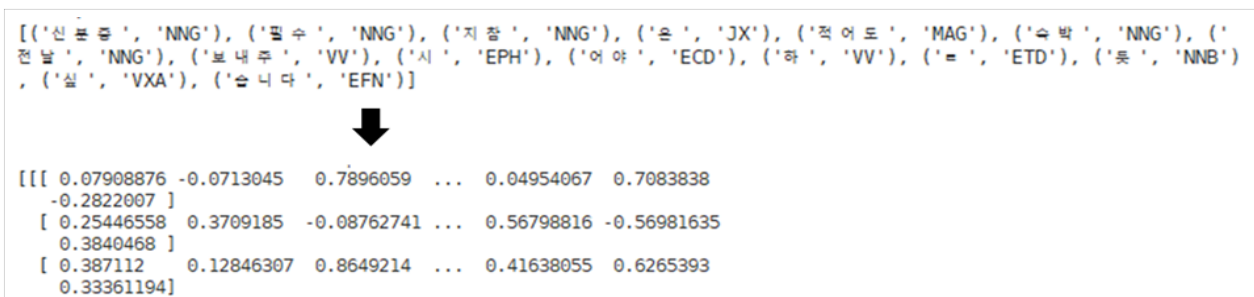 [('신분증', 'NNG'), ('필수', 'NNG'), ('지참', 'NNG'), ('은', 'JX'), ('적어도', 'MAG'), ('숙박', 'NNG'), ('
전날', 'NNG'), ('보내주', 'VV'), ('시', 'EPH'), ('어야', 'ECD'), ('하', 'VV'), ('ㄹ', 'ETD'), ('듯', 'NNB')
, ('싶', 'VXA'), ('습니다', 'EFN')]
[[[ 0.07908876 -0.0713045 0.7896059 ... 0.04954067 0.7083838
-0.2822007 ]
[ 0.25446558 0.3709185 -0.08762741 ... 0.56798816 -0.56981635
0.3840468 ]
[ 0.387112 0.12846307 0.8649214 ... 0.41638055 0.6265393
0.33361194]